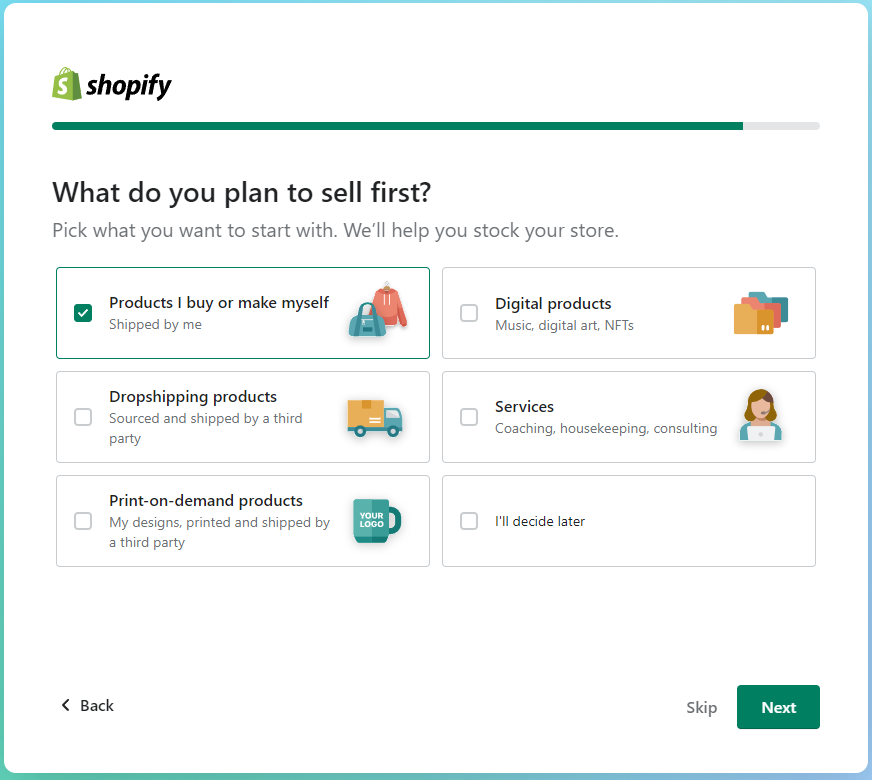 shopify
What do you plan to sell first?
Pick what you want to start with. We’ll help you stock your store.
Products I buy or make myself
Shipped by me
Digital products
Music, digital art, NFTs
Dropshipping products
Sourced and shipped by a third
party
Services
Coaching, housekeeping, consulting
Print-on-demand products
My designs, printed and shipped by
a third party
YOUR
LOGO
I'll decide later
Back
Skip
Next